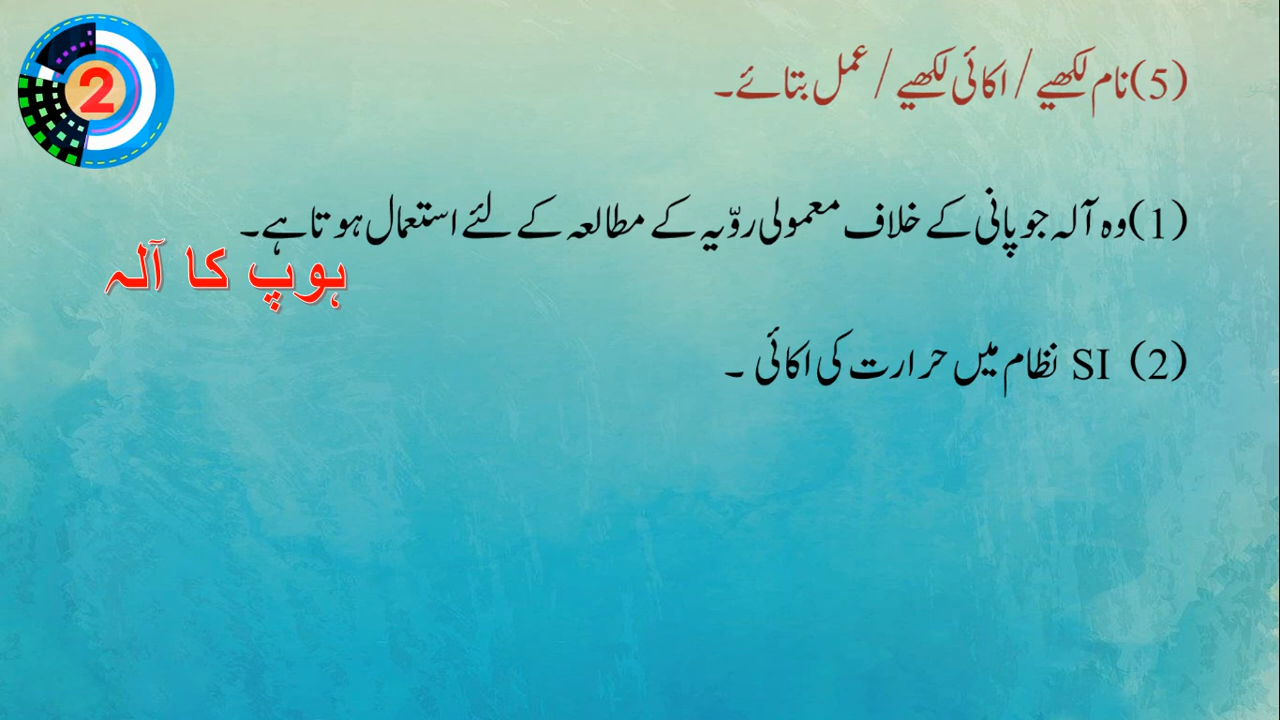 2
(5) نام لکھیے / اکائی لکھیے / عمل بتائے۔
(1) وہ آلہ جو پانی کے خلاف معمولی روّیہ کے مطالعہ کے لئے استعمال ہوتا ہے۔
ہوپ کا آلہ
(2) SI نظام میں حرارت کی اکائی ۔